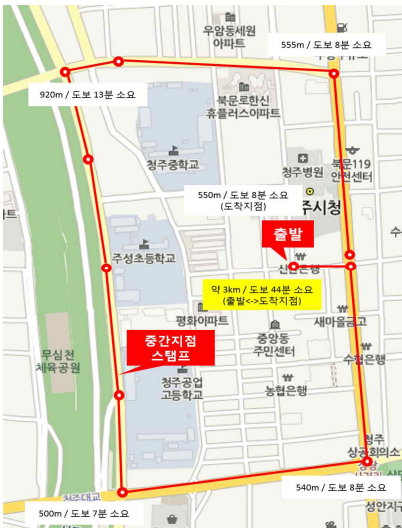 우암동세원
아파트
555m / 도보 8분 소요
920m / 도보 13분 소요
북문로한신
휴플러스아파트
청주중학교
청주병원
북문119
안전센터
550m / 도보 8분 소요
(도착지점)
주시청
출발
주성초등학교
신한은행
약 3km / 도보 44분 소요
(출발<->도착지점)
평화아파트
새마을금고
중앙동
주민센터
수협은행
무심천
체육공원
중간지점
스탬프
청주공업
고등학교
농협은행
청주
상공회의소
청주대교
540m / 도보 8분 소요
500m / 도보 7분 소요
성안지구